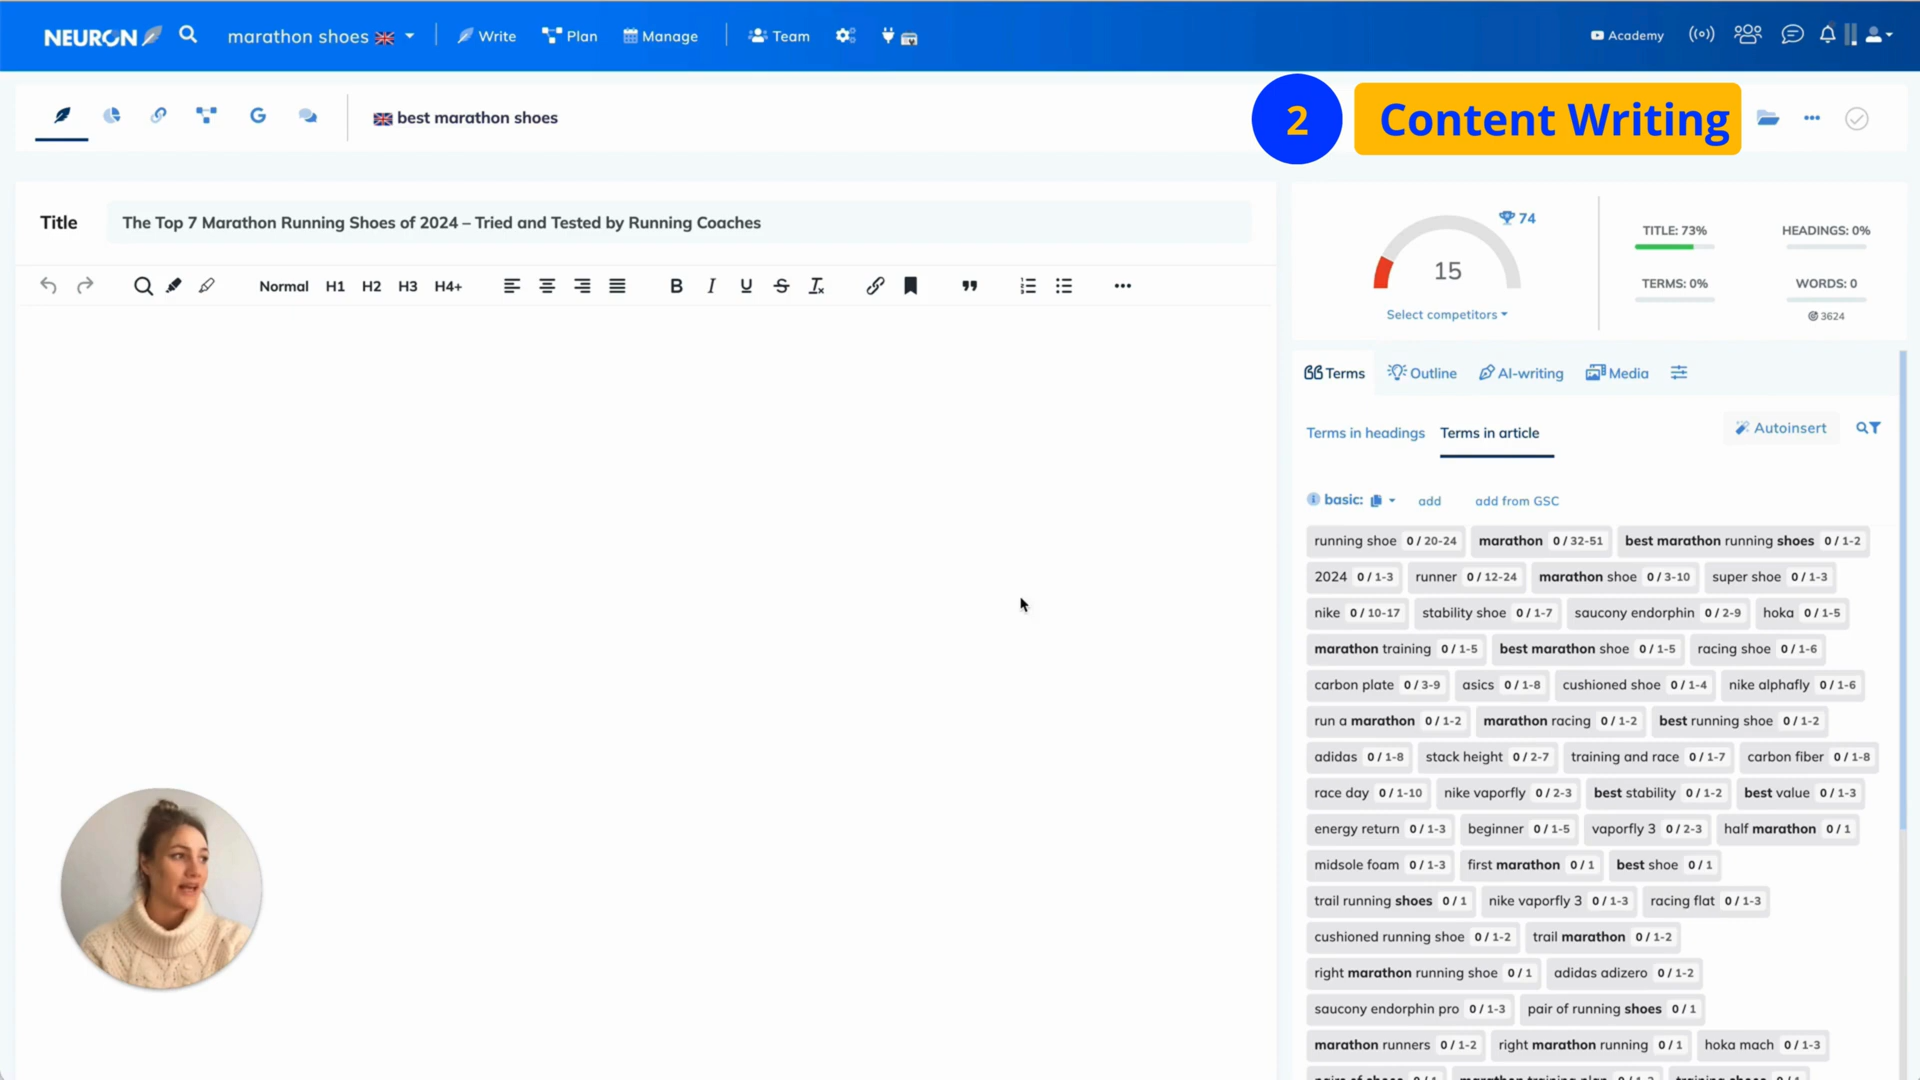 NEURON marathon shoes Write Plan Manage Team Academy
best marathon shoes
2 Content Writing
Title The Top 7 Marathon Running Shoes of 2024 – Tried and Tested by Running Coaches
Normal H1 H2 H3 H4+ B I U S
74
15
Select competitors
TITLE: 73% HEADINGS: 0%
TERMS: 0% WORDS: 0
3624
Terms Outline AI-writing Media
Terms in headings Terms in article Autoinsert
basic: add add from GSC
running shoe 0 / 20-24 marathon 0 / 32-51 best marathon running shoes 0 / 1-2
2024 0 / 1-3 runner 0 / 12-24 marathon shoe 0 / 3-10 super shoe 0 / 1-3
nike 0 / 10-17 stability shoe 0 / 1-7 saucony endorphin 0 / 2-9 hoka 0 / 1-5
marathon training 0 / 1-5 best marathon shoe 0 / 1-5 racing shoe 0 / 1-6
carbon plate 0 / 3-9 asics 0 / 1-8 cushioned shoe 0 / 1-4 nike alphafly 0 / 1-6
run a marathon 0 / 1-2 marathon racing 0 / 1-2 best running shoe 0 / 1-2
adidas 0 / 1-8 stack height 0 / 2-7 training and race 0 / 1-7 carbon fiber 0 / 1-8
race day 0 / 1-10 nike vaporfly 0 / 2-3 best stability 0 / 1-2 best value 0 / 1-3
energy return 0 / 1-3 beginner 0 / 1-5 vaporfly 3 0 / 2-3 half marathon 0 / 1
midsole foam 0 / 1-3 first marathon 0 / 1 best shoe 0 / 1
trail running shoes 0 / 1 nike vaporfly 3 0 / 1-3 racing flat 0 / 1-3
cushioned running shoe 0 / 1-2 trail marathon 0 / 1-2
right marathon running shoe 0 / 1 adidas adizero 0 / 1-2
saucony endorphin pro 0 / 1-3 pair of running shoes 0 / 1
marathon runners 0 / 1-2 right marathon running 0 / 1 hoka mach 0 / 1-3